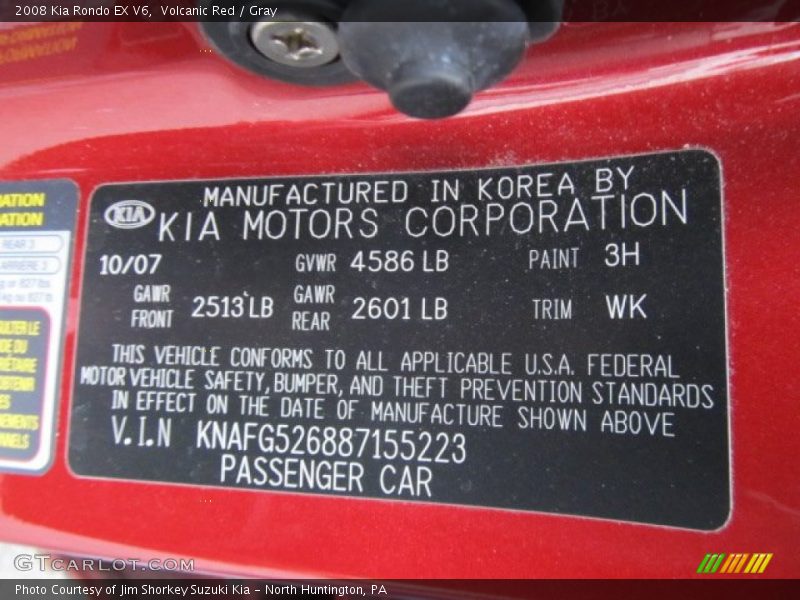 2008 Kia Rondo EX V6, Volcanic Red / Gray
MANUFACTURED IN KOREA BY
KIA
KIA MOTORS CORPORATION
10/07 GVWR 4586 LB PAINT 3H
GAWR FRONT 2513 LB GAWR REAR 2601 LB TRIM WK
THIS VEHICLE CONFORMS TO ALL APPLICABLE U.S.A. FEDERAL
MOTOR VEHICLE SAFETY, BUMPER, AND THEFT PREVENTION STANDARDS
IN EFFECT ON THE DATE OF MANUFACTURE SHOWN ABOVE
V.I.N KNAFG526887155223
PASSENGER CAR
REAR 3
GTCARLOT.COM
Photo Courtesy of Jim Shorkey Suzuki Kia - North Huntington, PA